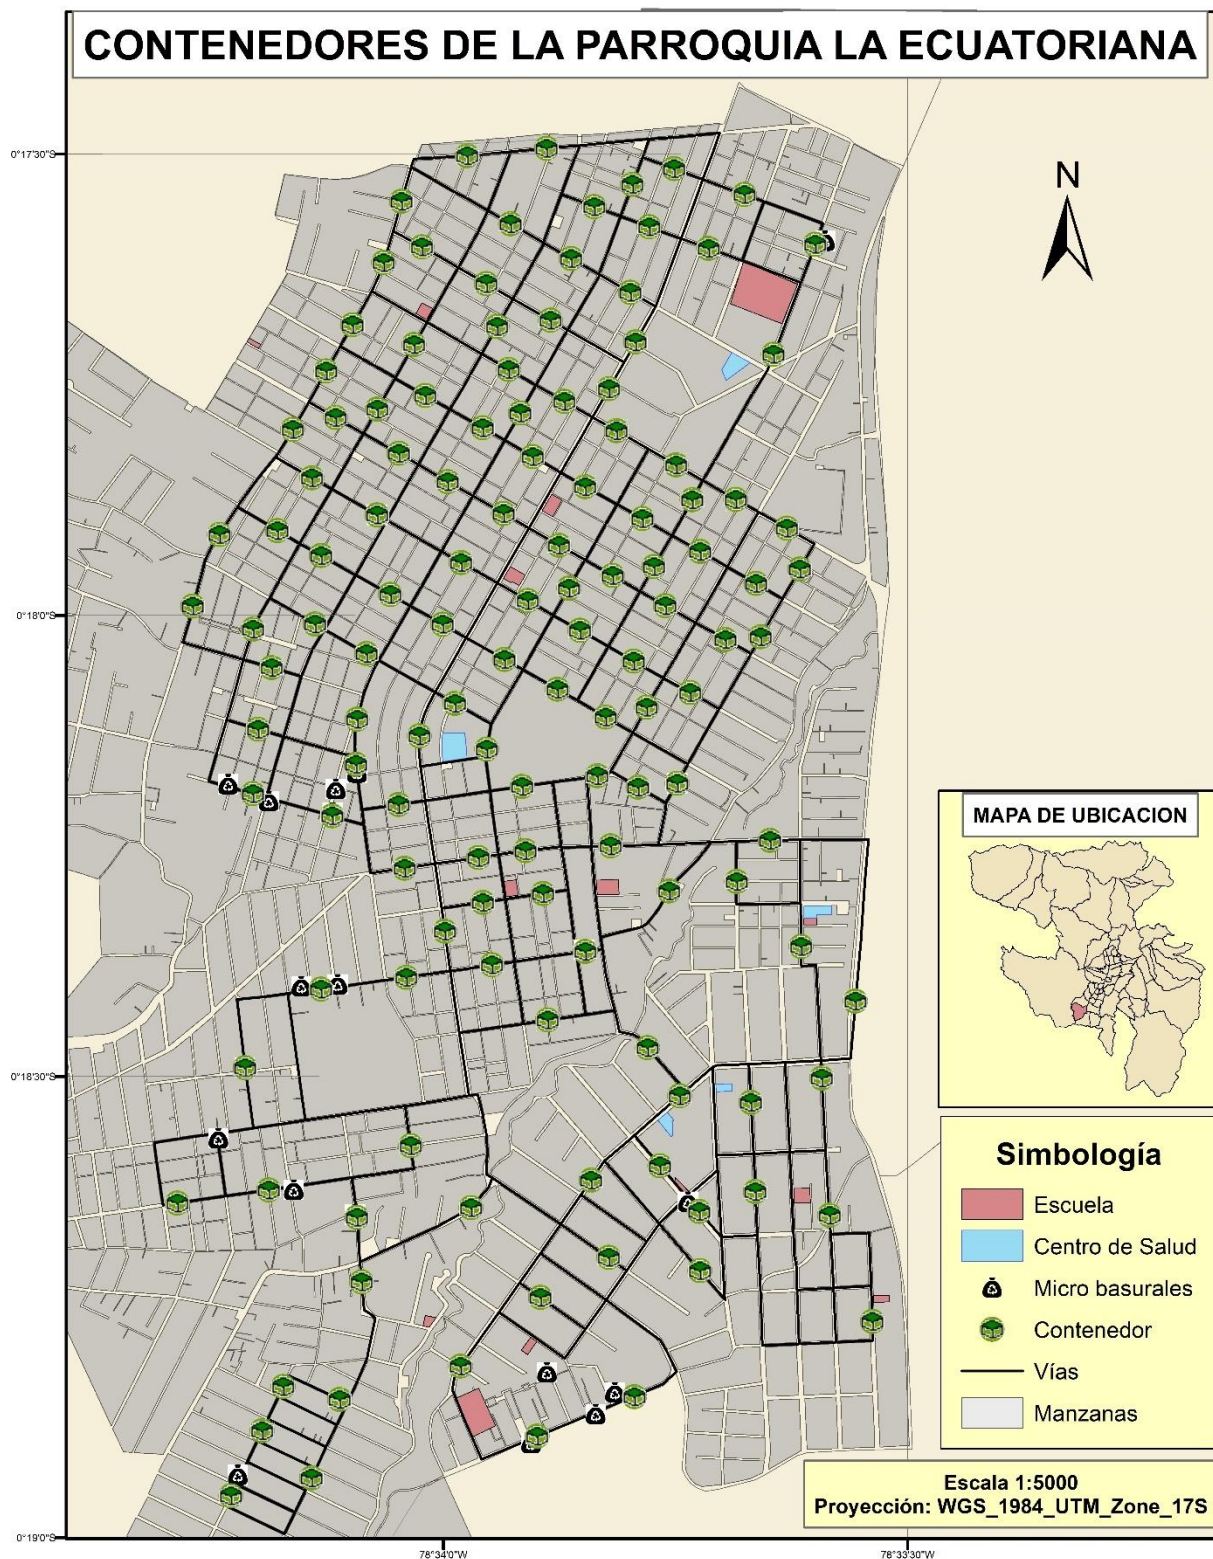 CONTENEDORES DE LA PARROQUIA LA ECUATORIANA
0°17'30"S
N
0°18'0"S
MAPA DE UBICACION
0°18'30"S
Simbología
Escuela
Centro de Salud
Micro basurales
Contenedor
Vías
Manzanas
Escala 1:5000
Proyección: WGS_1984_UTM_Zone_17S
0°19'0"S
78°34'0"W
78°33'30"W